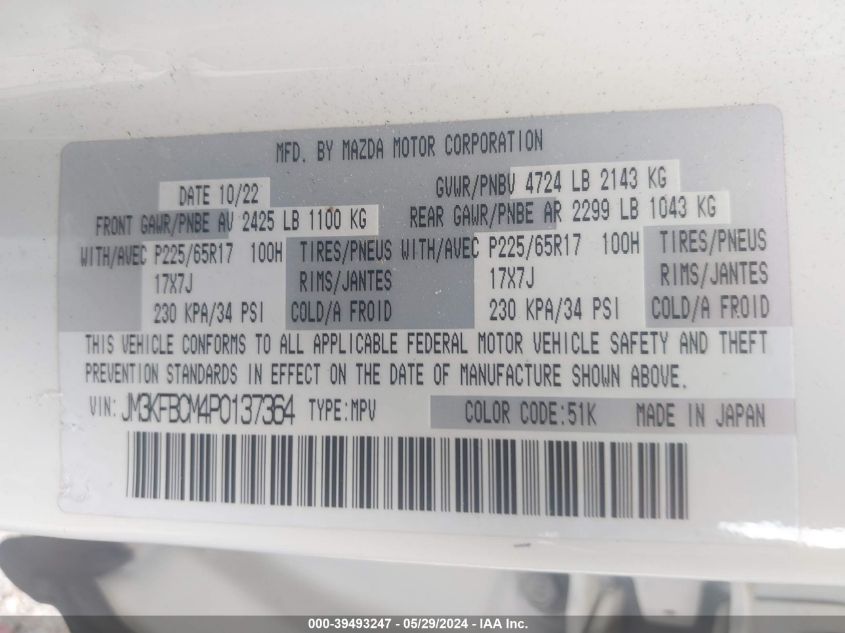 MFD. BY MAZDA MOTOR CORPORATION
DATE 10/22 GVWR/PNBV 4724 LB 2143 KG
FRONT GAWR/PNBE AV 2425 LB 1100 KG REAR GAWR/PNBE AR 2299 LB 1043 KG
WITH/AVEC P225/65R17 100H TIRES/PNEUS WITH/AVEC P225/65R17 100H TIRES/PNEUS
17X7J RIMS/JANTES 17X7J RIMS/JANTES
230 KPA/34 PSI COLD/A FROID 230 KPA/34 PSI COLD/A FROID
THIS VEHICLE CONFORMS TO ALL APPLICABLE FEDERAL MOTOR VEHICLE SAFETY AND THEFT
PREVENTION STANDARDS IN EFFECT ON THE DATE OF MANUFACTURE SHOWN ABOVE.
VIN: JM3KFBCM4P0137364 TYPE:MPV COLOR CODE:51K MADE IN JAPAN
000-39493247 - 05/29/2024 - IAA Inc.